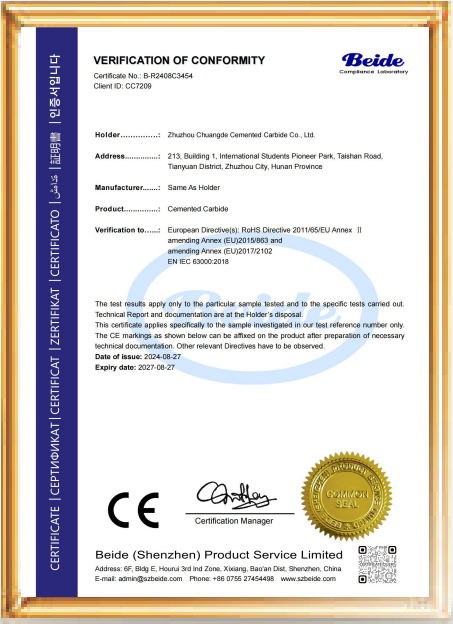 VERIFICATION OF CONFORMITY
Certificate No.: B-R2408C3454
Client ID: CC7209
Beide
Compliance Laboratory
Holder...............: Zhuzhou Chuangde Cemented Carbide Co., Ltd.
Address..............: 213, Building 1, International Students Pioneer Park, Taishan Road,
Tianyuan District, Zhuzhou City, Hunan Province
Manufacturer.......: Same As Holder
Product..............: Cemented Carbide
Verification to......: European Directive(s): RoHS Directive 2011/65/EU Annex Ⅱ
amending Annex (EU)2015/863 and
amending Annex (EU)2017/2102
EN IEC 63000:2018
Beide
The test results apply only to the particular sample tested and to the specific tests carried out.
Technical Report and documentation are at the Holder's disposal.
This certificate applies specifically to the sample investigated in our test reference number only.
The CE markings as shown below can be affixed on the product after preparation of necessary
technical documentation. Other relevant Directives have to be observed.
Date of issue: 2024-08-27
Expiry date: 2027-08-27
CE
Certification Manager
COMMON
SEAL
Beide (Shenzhen) Product Service Limited
Address: 6F, Bldg E, Hourui 3rd Ind Zone, Xixiang, Bao'an Dist, Shenzhen, China
E-mail: admin@szbeide.com Phone: +86 0755 27454498 www.szbeide.com
CERTIFICATE | СЕРТИФИКАТ | CERTIFICAT | ZERTIFIKAT | CERTIFICATO | | 証明書 | 인증서입니다